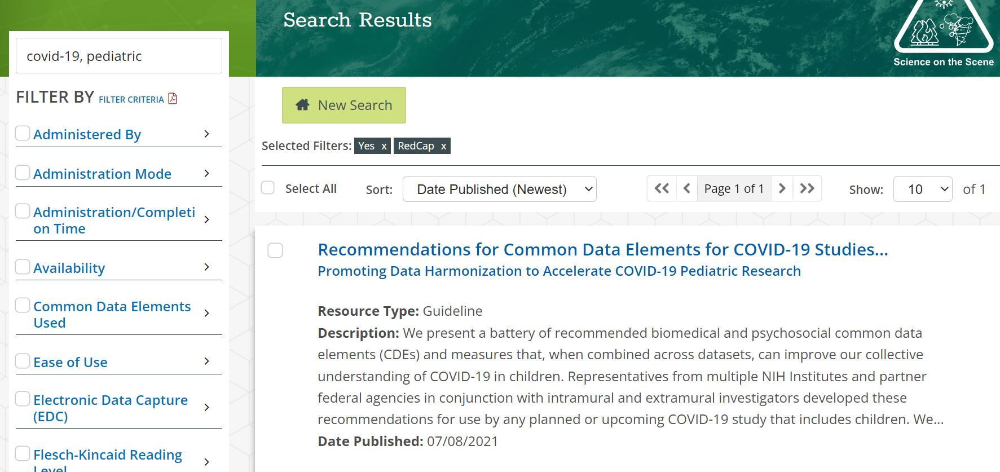 Search Results
Science on the Scene
covid-19, pediatric
FILTER BY FILTER CRITERIA
Administered By
Administration Mode
Administration/Completi
on Time
Availability
Common Data Elements
Used
Ease of Use
Electronic Data Capture
(EDC)
Flesch-Kincaid Reading
Level
New Search
Selected Filters: Yes x RedCap x
Select All Sort: Date Published (Newest) Page 1 of 1 Show: 10 of 1
Recommendations for Common Data Elements for COVID-19 Studies...
Promoting Data Harmonization to Accelerate COVID-19 Pediatric Research
Resource Type: Guideline
Description: We present a battery of recommended biomedical and psychosocial common data
elements (CDEs) and measures that, when combined across datasets, can improve our collective
understanding of COVID-19 in children. Representatives from multiple NIH Institutes and partner
federal agencies in conjunction with intramural and extramural investigators developed these
recommendations for use by any planned or upcoming COVID-19 study that includes children. We...
Date Published: 07/08/2021